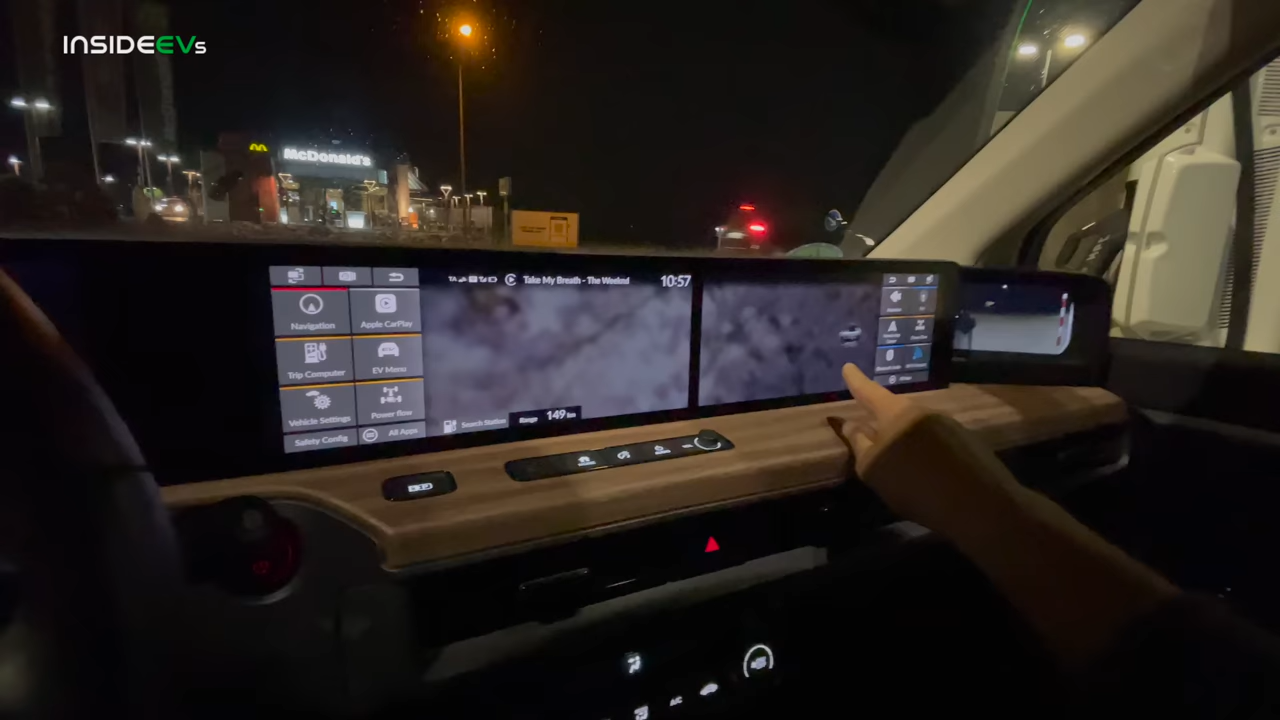 INSIDEEVs
McDonald's
TA
Take My Breath - The Weeknd
10:57
Navigation
Apple CarPlay
Trip Computer
EV Menu
Vehicle Settings
Power flow
Safety Config
All Apps
Search Station
Range 149 km
A/C